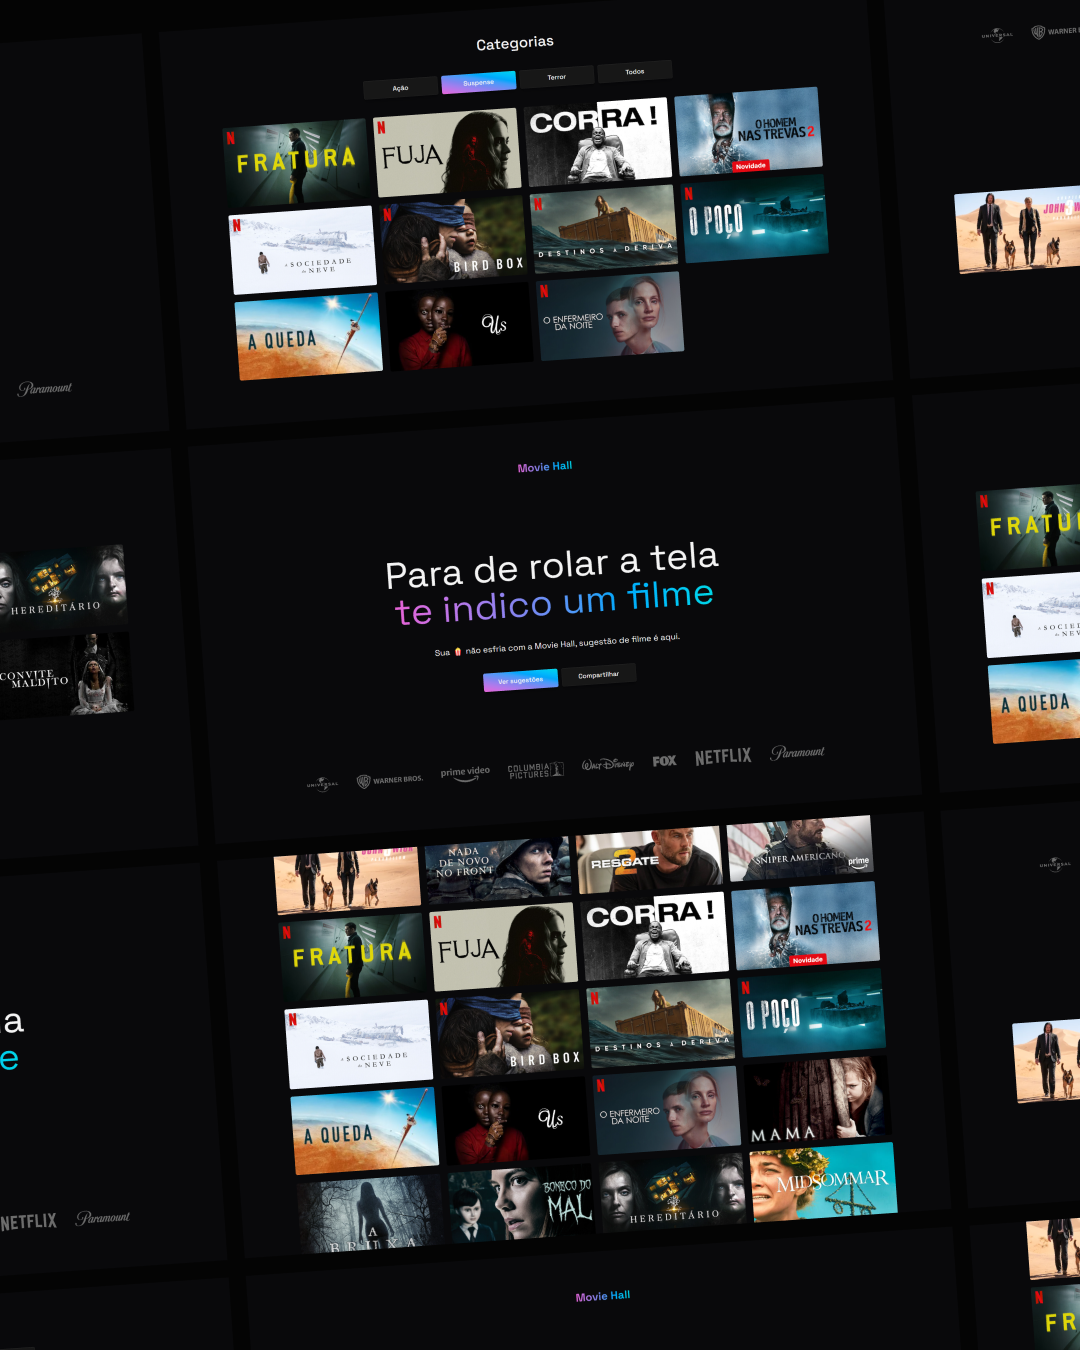 Categorias
UNIVERSAL
WARNER B
Ação
Suspense
Terror
Todos
N
FRATURA
N
FUJA
CORRA!
O HOMEM
NAS TREVAS 2
Novidade
JOHN W
N
A SOCIEDADE
da NEVE
N
BIRD BOX
N
DESTINOS À DERIVA
N
O POÇO
A QUEDA
Us
N
O ENFERMEIRO
DA NOITE
Paramount
Movie Hall
HEREDITÁRIO
CONVITE
MALDITO
Para de rolar a tela
te indico um filme
Sua 🍿 não esfria com a Movie Hall, sugestão de filme é aqui.
Ver sugestões
Compartilhar
N
FRATU
N
A SOCIED
A QUEDA
UNIVERSAL
WARNER BROS.
prime video
COLUMBIA
PICTURES
WALT DISNEY
FOX
NETFLIX
Paramount
JOHN WICK
NADA
DE NOVO
NO FRONT
RESGATE
2
SNIPER AMERICANO
prime
N
FRATURA
N
FUJA
CORRA!
O HOMEM
NAS TREVAS 2
Novidade
UNIVERSAL
N
A SOCIEDADE
da NEVE
N
BIRD BOX
N
DESTINOS À DERIVA
N
O POÇO
a
e
A QUEDA
Us
N
O ENFERMEIRO
DA NOITE
MAMA
NETFLIX
Paramount
A
BRUXA
BONECO DO
MAL
HEREDITÁRIO
MIDSOMMAR
Movie Hall
N
FR